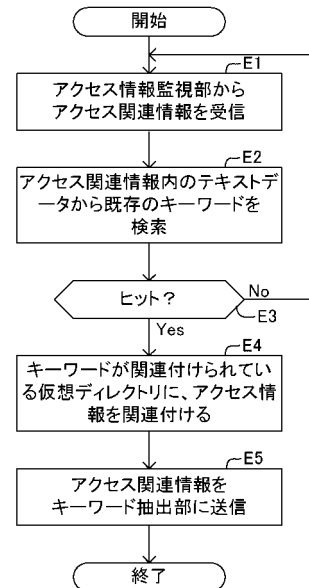 開始
E1
アクセス情報監視部から
アクセス関連情報を受信
E2
アクセス関連情報内のテキストデ
ータから既存のキーワードを
検索
ヒット？
No
E3
Yes
E4
キーワードが関連付けられてい
る仮想ディレクトリに、アクセス情
報を関連付ける
E5
アクセス関連情報を
キーワード抽出部に送信
終了